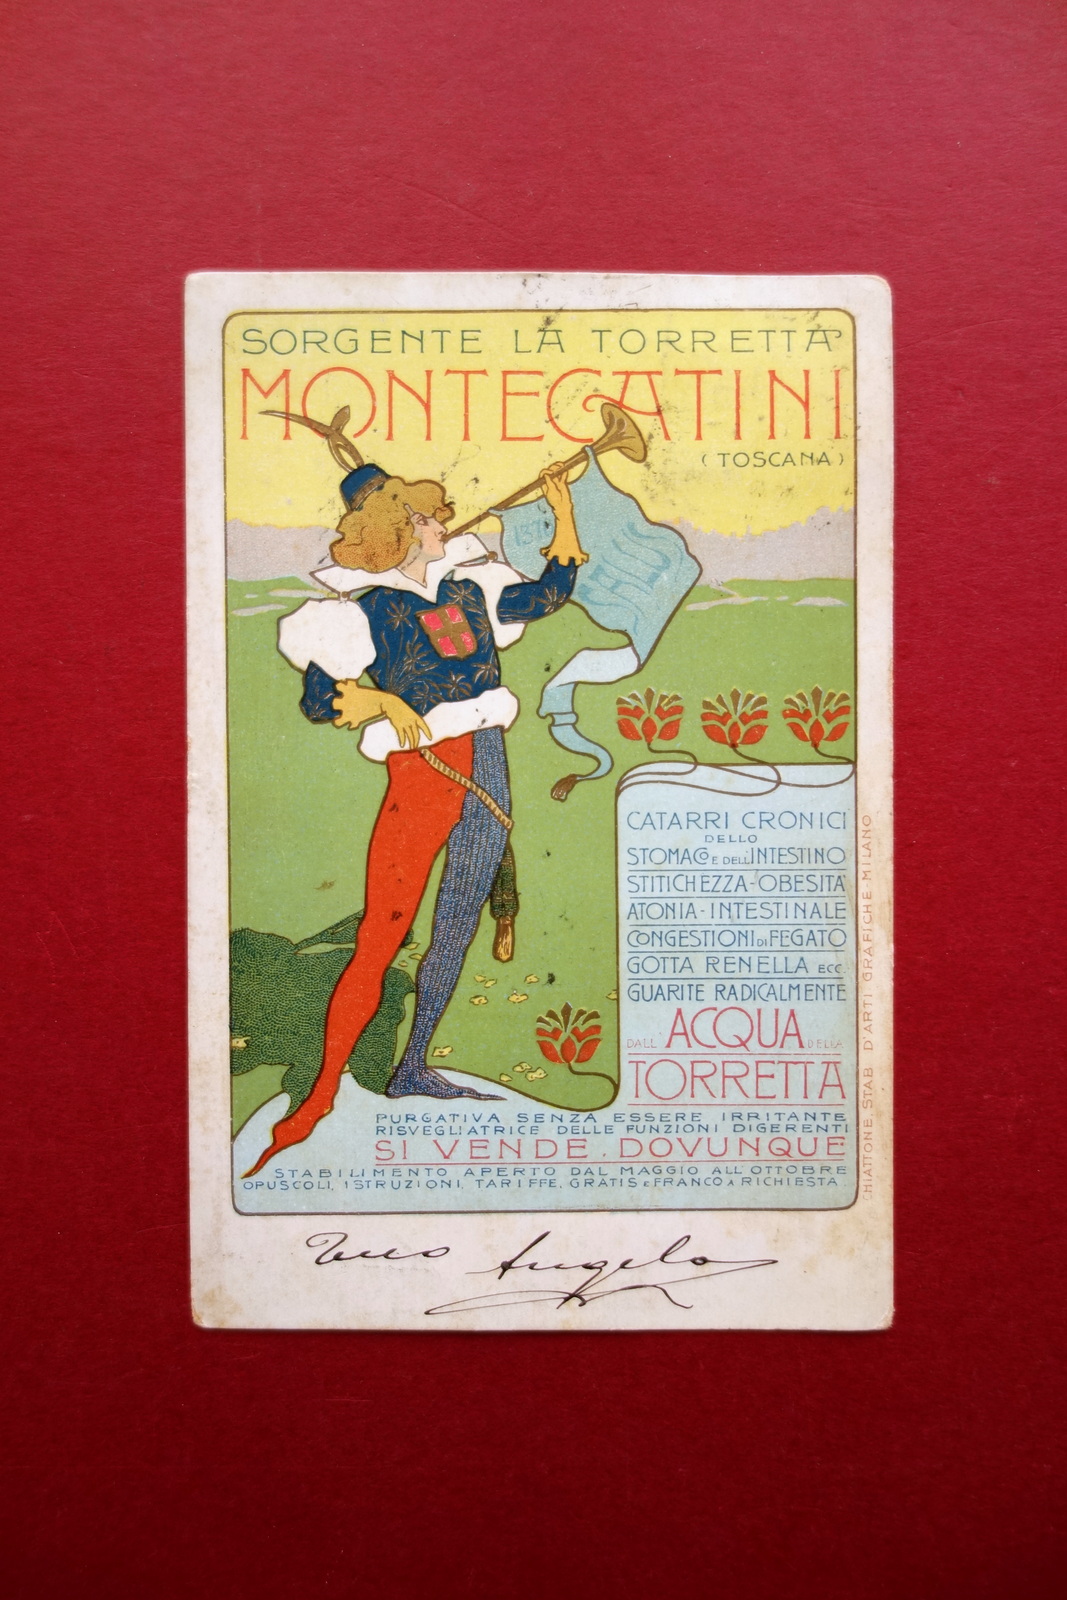 SORGENTE LA TORRETTA
MONTECATINI
(TOSCANA)
SALUS
CATARRI CRONICI
DELLO
STOMACO E DELL'INTESTINO
STITICHEZZA-OBESITÀ
ATONIA-INTESTINALE
CONGESTIONI DI FEGATO
GOTTA RENELLA ECC.
GUARITE RADICALMENTE
DALL'ACQUA DELLA
TORRETTA
PURGATIVA SENZA ESSERE IRRITANTE
RISVEGLIATRICE DELLE FUNZIONI DIGERENTI
SI VENDE DOVUNQUE
STABILIMENTO APERTO DAL MAGGIO ALL'OTTOBRE
OPUSCOLI, ISTRUZIONI, TARIFFE, GRATIS E FRANCO A RICHIESTA
CHIATTONE. STAB. D'ARTI GRAFICHE-MILANO
Angelo